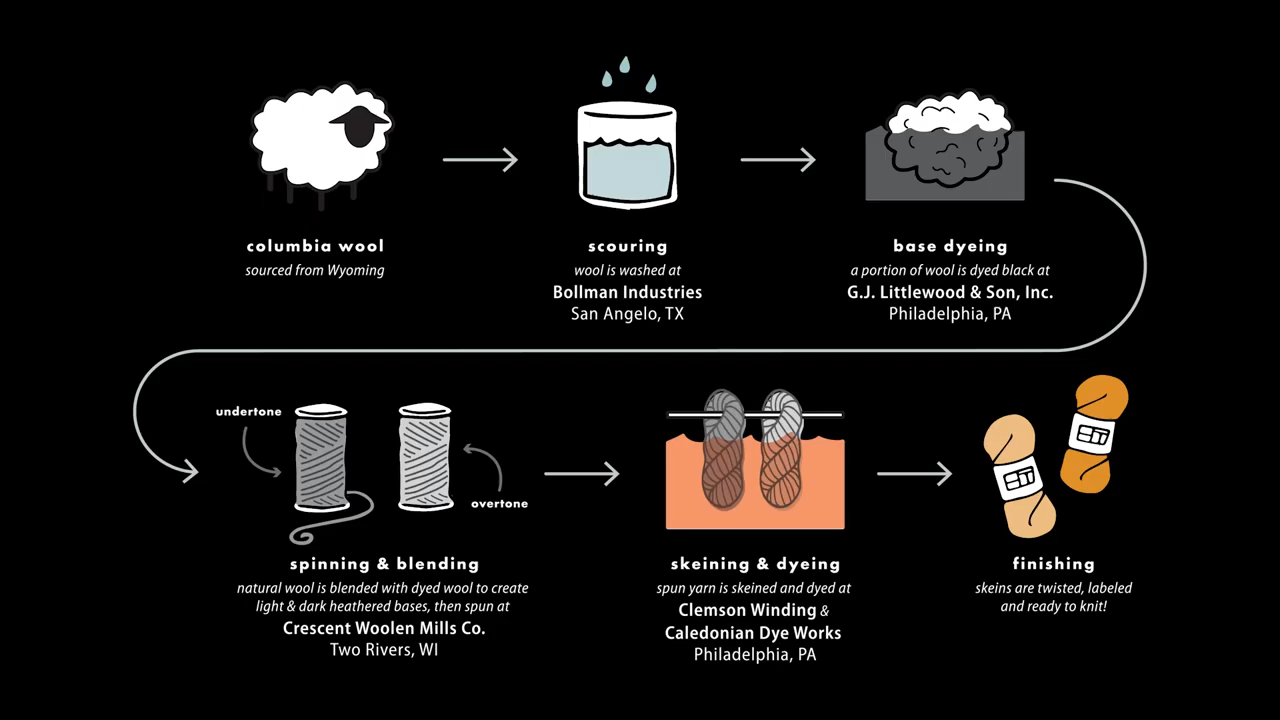 columbia wool
sourced from Wyoming
scouring
wool is washed at
Bollman Industries
San Angelo, TX
base dyeing
a portion of wool is dyed black at
G.J. Littlewood & Son, Inc.
Philadelphia, PA
undertone
overtone
spinning & blending
natural wool is blended with dyed wool to create
light & dark heathered bases, then spun at
Crescent Woolen Mills Co.
Two Rivers, WI
skeining & dyeing
spun yarn is skeined and dyed at
Clemson Winding &
Caledonian Dye Works
Philadelphia, PA
finishing
skeins are twisted, labeled
and ready to knit!